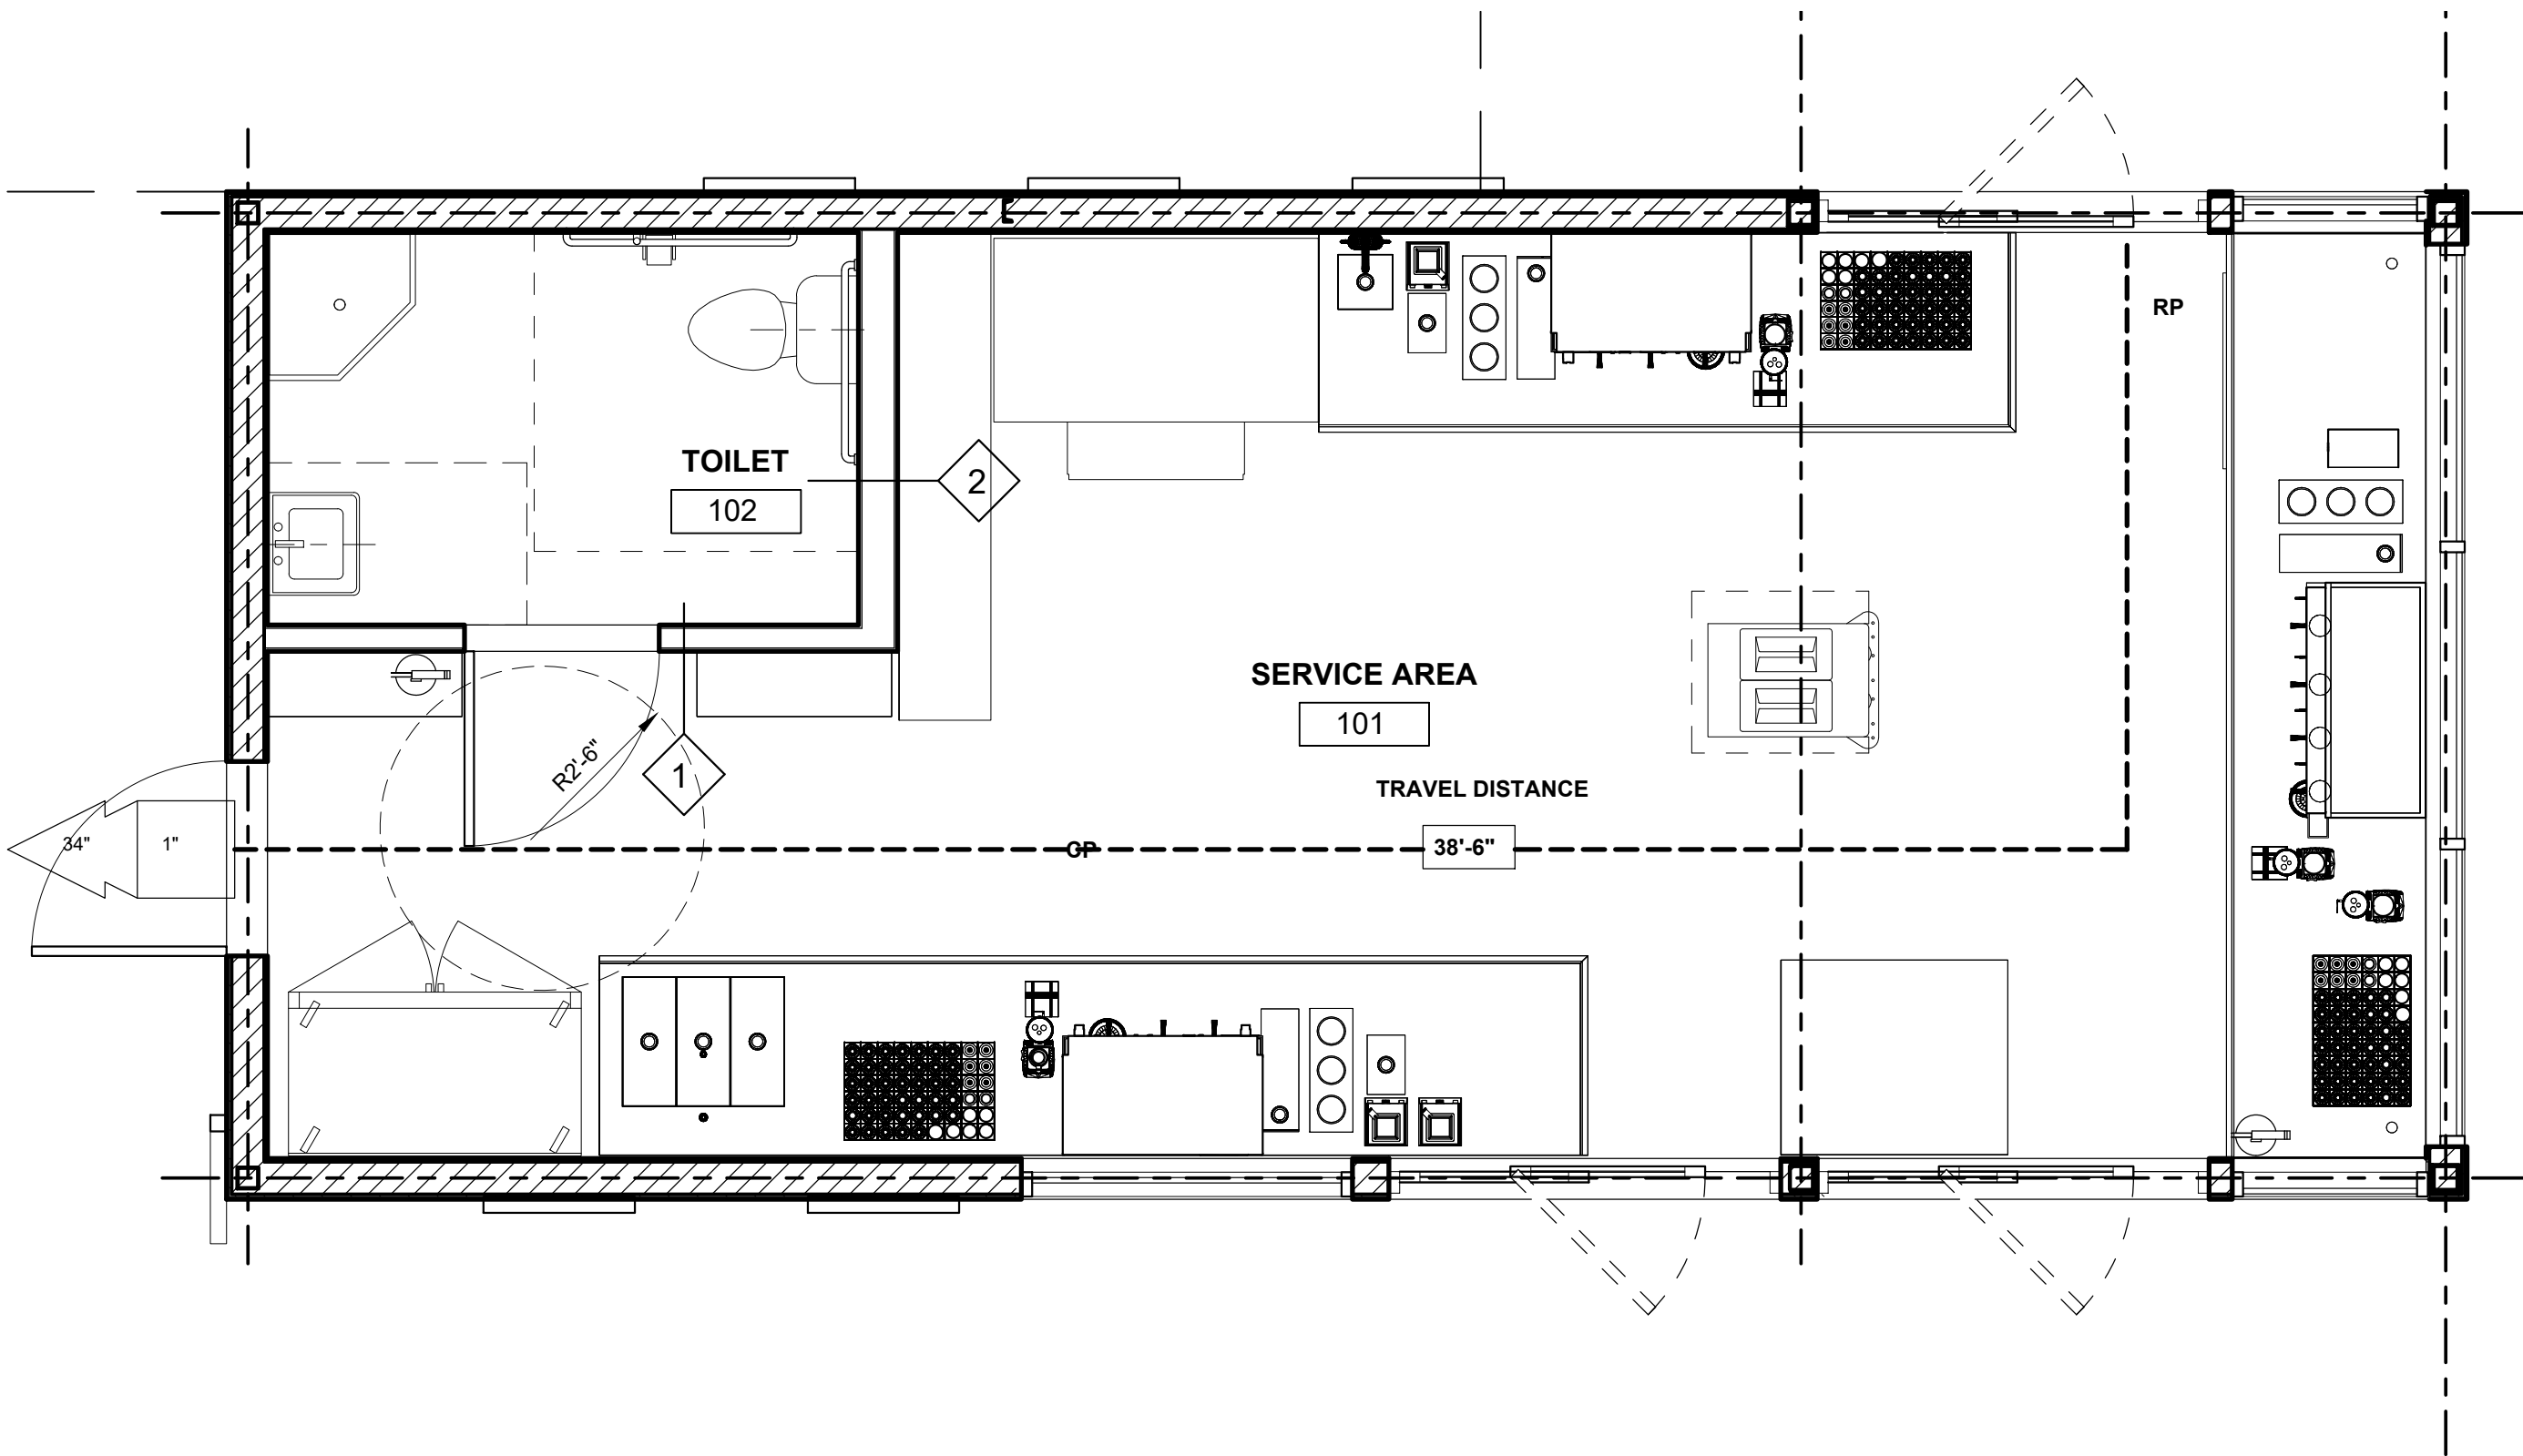 RP
TOILET
2
102
SERVICE AREA
101
R2'-6"
1
TRAVEL DISTANCE
34"
1"
CP
38'-6"